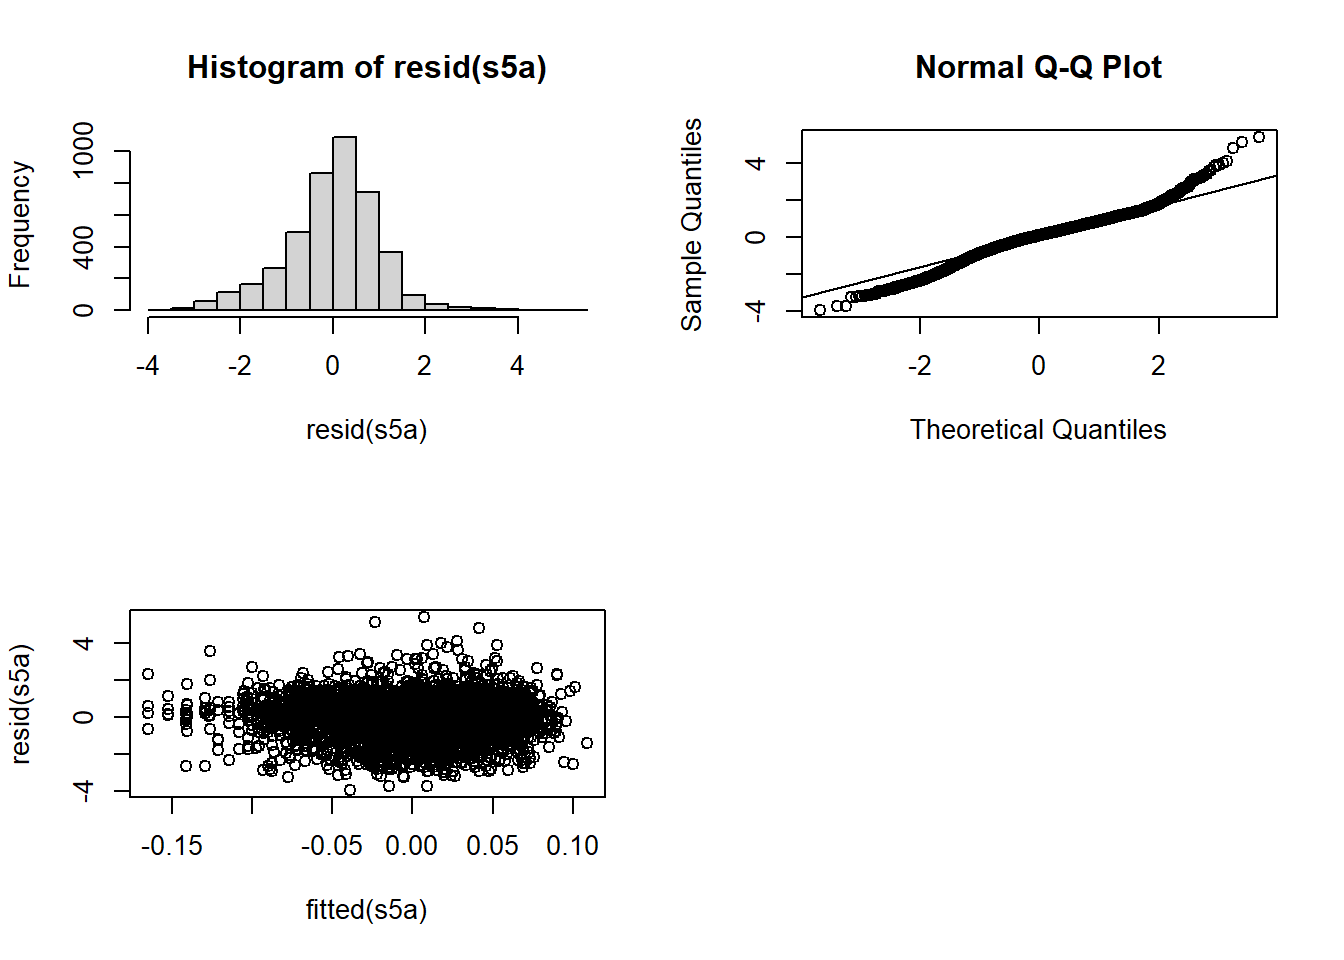 Histogram of resid(s5a)
Frequency
0
400
1000
-4
-2
0
2
4
resid(s5a)
Normal Q-Q Plot
Sample Quantiles
-4
0
4
-2
0
2
Theoretical Quantiles
resid(s5a)
-4
0
4
-0.15
-0.05
0.00
0.05
0.10
fitted(s5a)